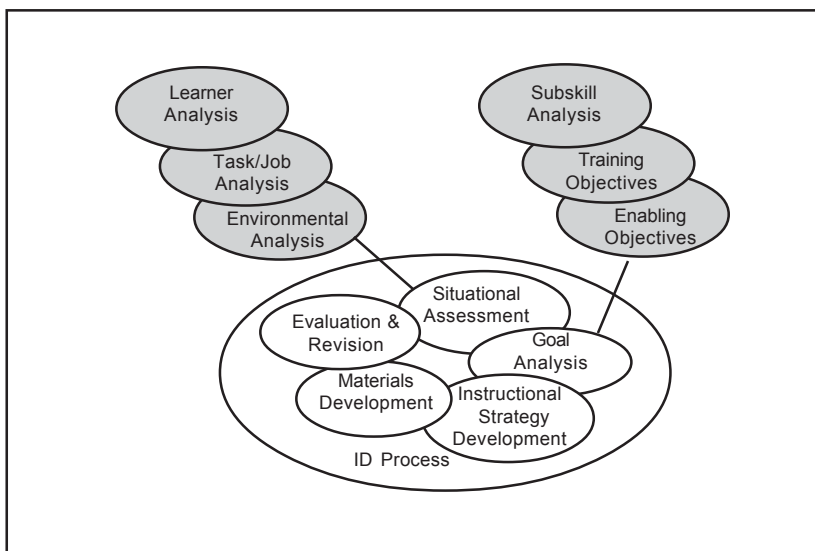 Learner
Analysis
Task/Job
Analysis
Environmental
Analysis
Subskill
Analysis
Training
Objectives
Enabling
Objectives
Situational
Assessment
Evaluation &
Revision
Goal
Analysis
Materials
Development
Instructional
Strategy
Development
ID Process